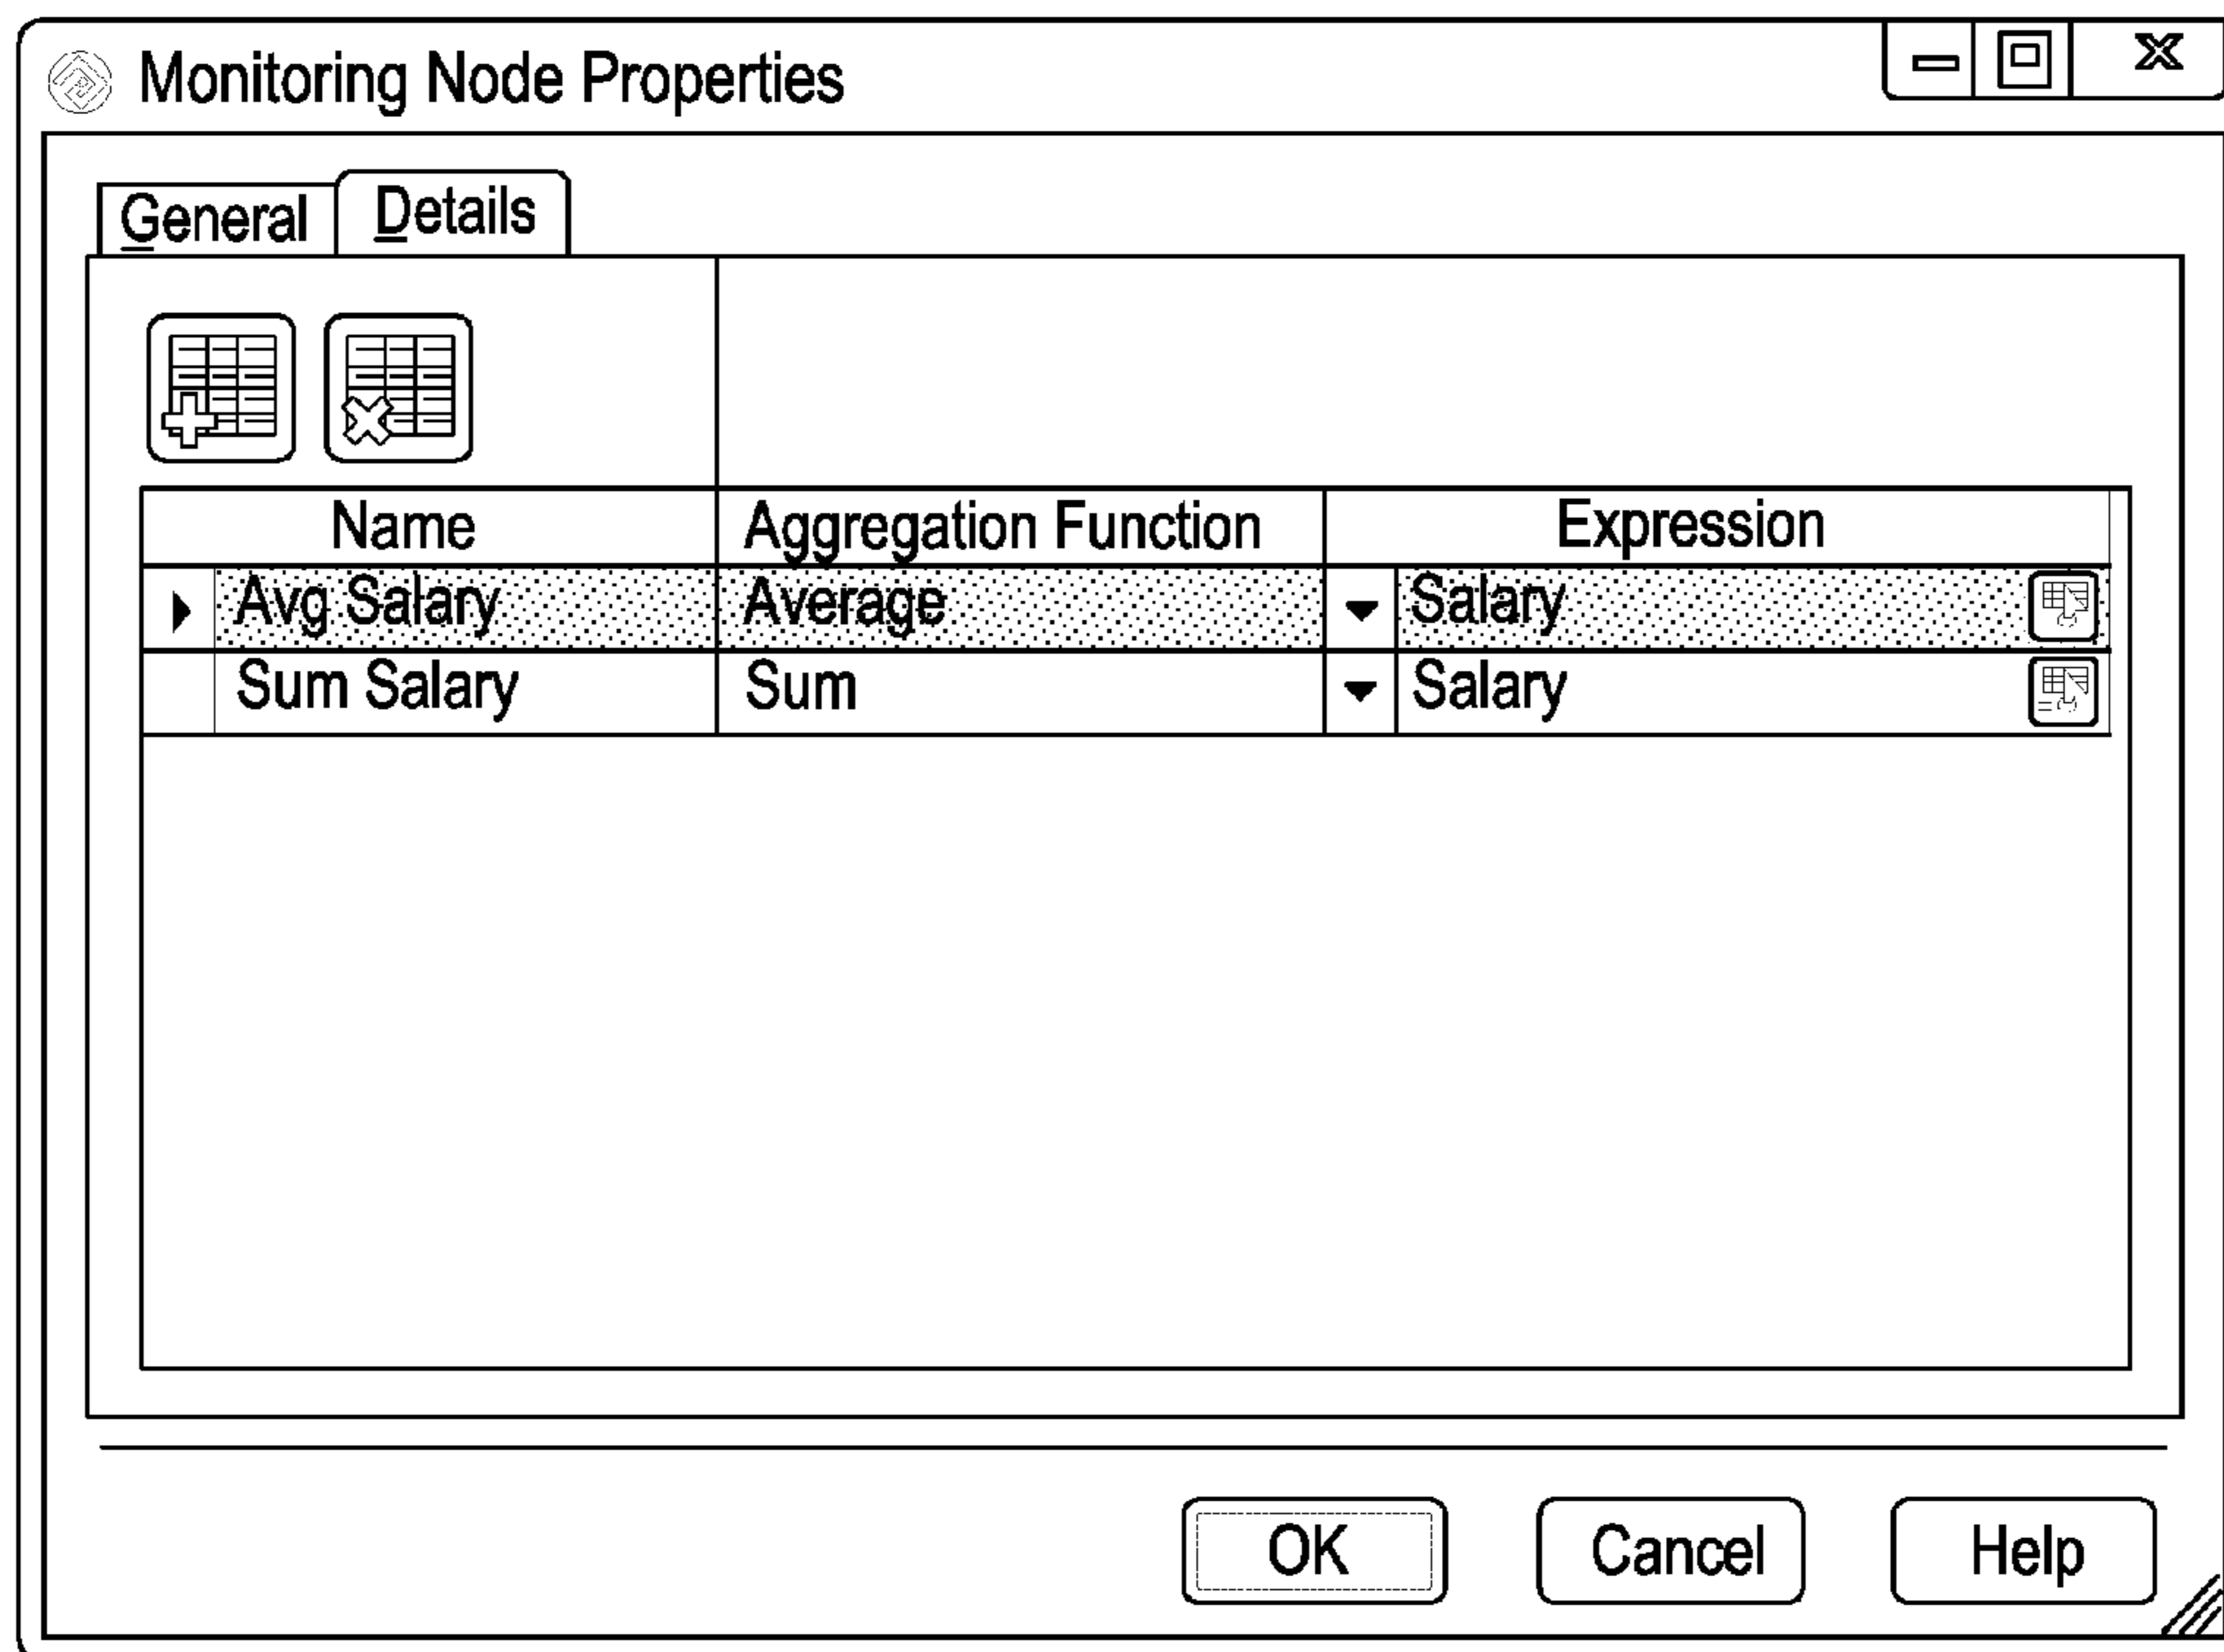 Monitoring Node Properties
General Details
Name Aggregation Function Expression
Avg Salary Average Salary
Sum Salary Sum Salary
OK Cancel Help